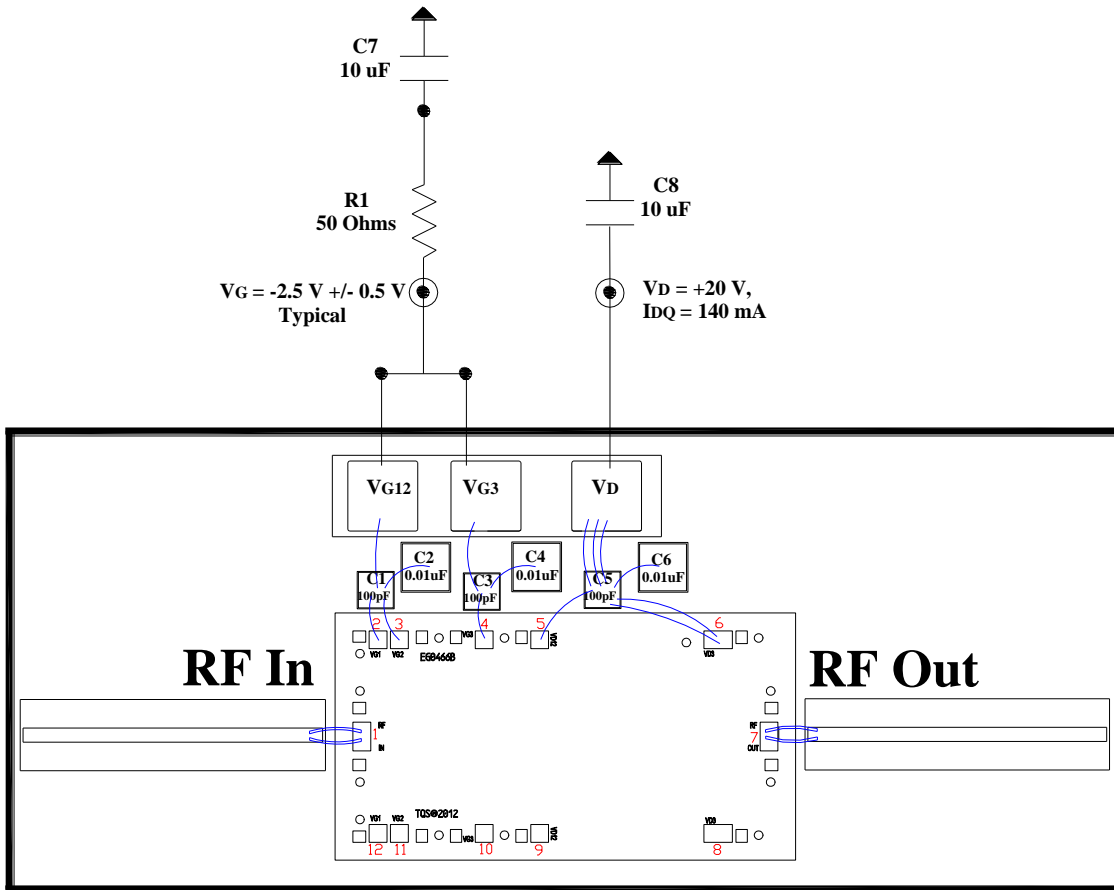 C7
10 uF
C8
10 uF
R1
50 Ohms
VG = -2.5 V +/- 0.5 V
Typical
VD = +20 V,
IDQ = 140 mA
VG12
VG3
VD
C1
100pF
C2
0.01uF
C3
100pF
C4
0.01uF
C5
100pF
C6
0.01uF
2
3
4
5
6
VG1
VG2
VG3
VD12
VD3
EG8466B
RF In
RF Out
RF
1
IN
RF
7
OUT
TQS©2012
VG1
VG2
VG3
VD12
VD3
12
11
10
9
8